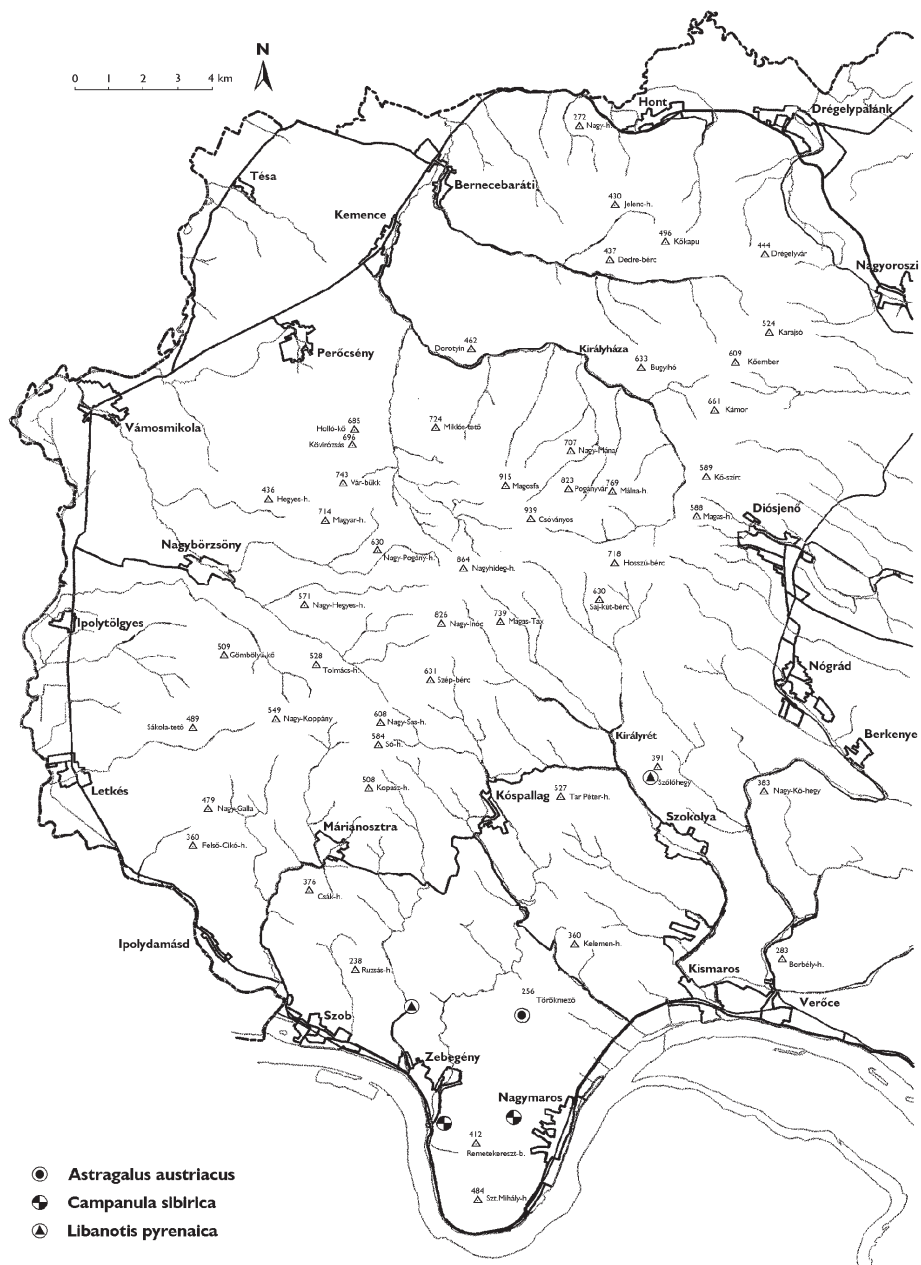 N
0 1 2 3 4 km
Hont
Drégelypalánk
272
Nagy-h.
Tésa
Bernecebaráti
430
Jelenc-h.
Kemence
496
Kőkapu
437
Dedre-bérc
444
Drégelyvár
Nagyoroszi
524
Karajsó
Perőcsény
462
Dorotyin
Királyháza
633
Bugyihó
609
Kőember
661
Kámor
Vámosmikola
685
Holló-kő
696
Kövirózsás
724
Miklós-tető
707
Nagy-Mána
743
Vár-bükk
915
Magosfa
823
Pogányvár
769
Málna-h.
589
Kő-szirt
436
Hegyes-h.
714
Magyar-h.
939
Csóványos
588
Magas-h.
Diósjenő
Nagybörzsöny
630
Nagy-Pogány-h.
864
Nagyhideg-h.
718
Hosszú-bérc
571
Nagy-Hegyes-h.
630
Saj-kút-bérc
Ipolytölgyes
826
Nagy-Inóc
739
Magas-Tax
509
Gömbölyű-kő
528
Tolmács-h.
631
Szép-bérc
Nógrád
549
Nagy-Koppány
608
Nagy-Sas-h.
489
Sákola-tető
584
Só-h.
Királyrét
Berkenye
391
Szőlőhegy
Letkés
508
Kopasz-h.
Kóspallag
527
Tar Péter-h.
383
Nagy-Kő-hegy
479
Nagy-Galla
Márianosztra
Szokolya
360
Felső-Cikó-h.
376
Csák-h.
Ipolydamásd
238
Ruzsás-h.
360
Kelemen-h.
283
Borbély-h.
Kismaros
Verőce
256
Törökmező
Szob
Zebegény
Nagymaros
412
Remetekereszt-b.
484
Szt.Mihály-h.
Astragalus austriacus
Campanula sibirica
Libanotis pyrenaica